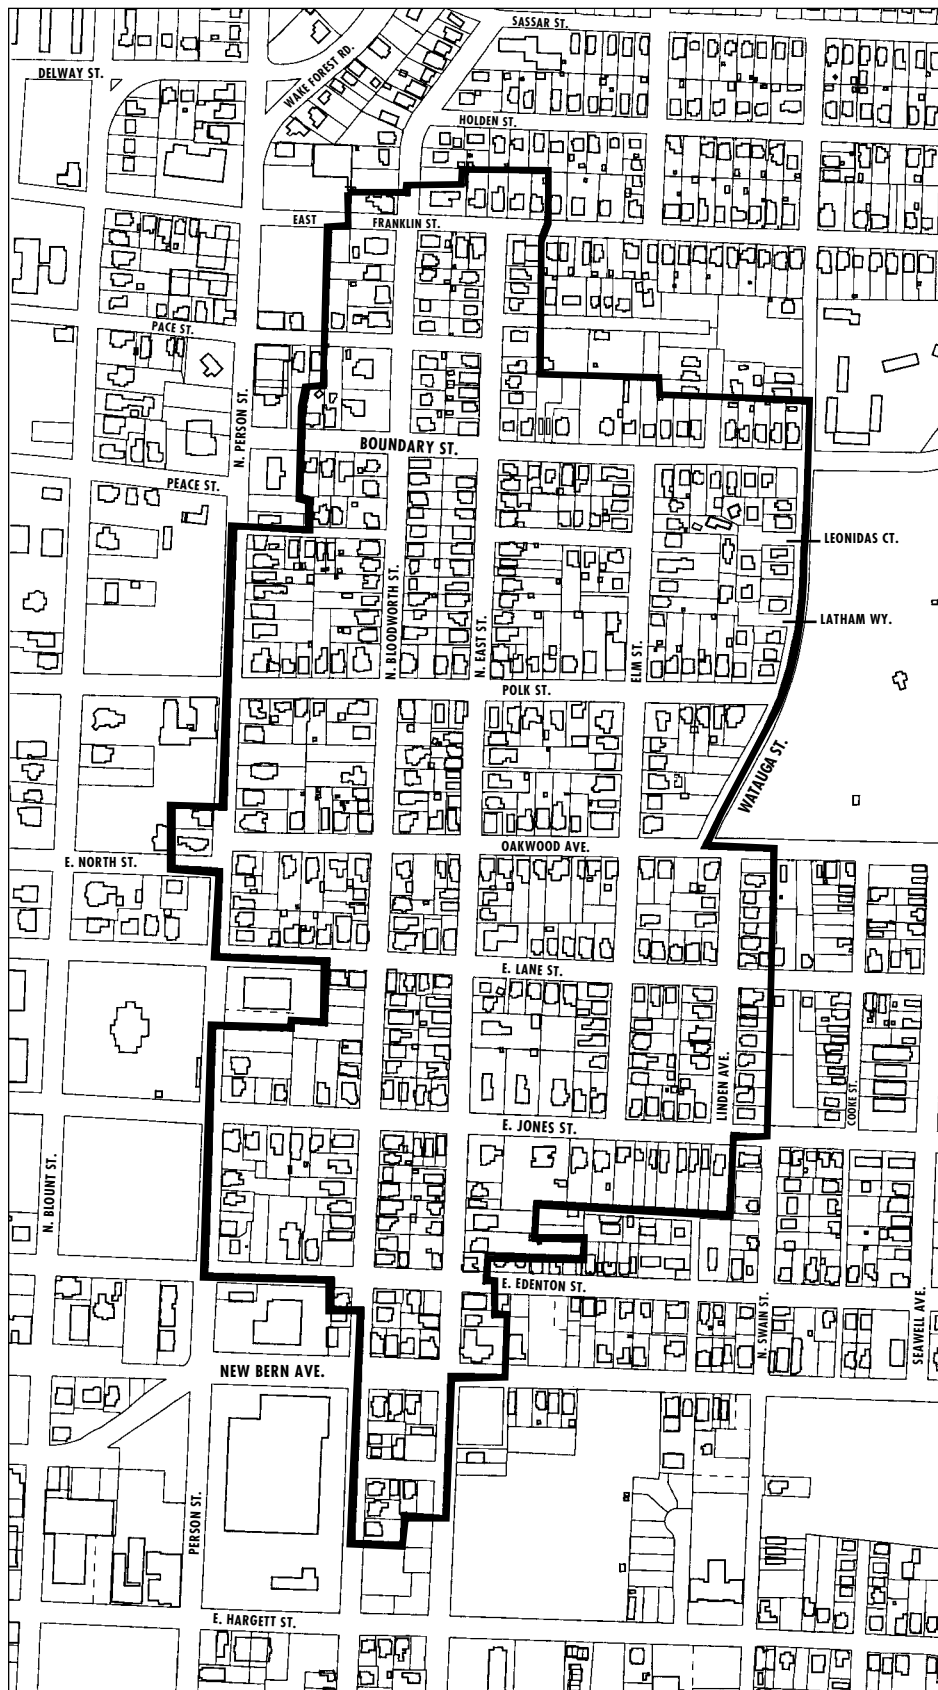 SASSAR ST.
WAKE FOREST RD.
DELWAY ST.
HOLDEN ST.
EAST
FRANKLIN ST.
PACE ST.
N. PERSON ST.
BOUNDARY ST.
PEACE ST.
LEONIDAS CT.
LATHAM WY.
N. BLOODWORTH ST.
N. EAST ST.
ELM ST.
POLK ST.
WATAUGA ST.
OAKWOOD AVE.
E. NORTH ST.
E. LANE ST.
LINDEN AVE.
COOKE ST.
E. JONES ST.
N. BLOUNT ST.
E. EDENTON ST.
N. SWAIN ST.
SEAWELL AVE.
NEW BERN AVE.
PERSON ST.
E. HARGETT ST.